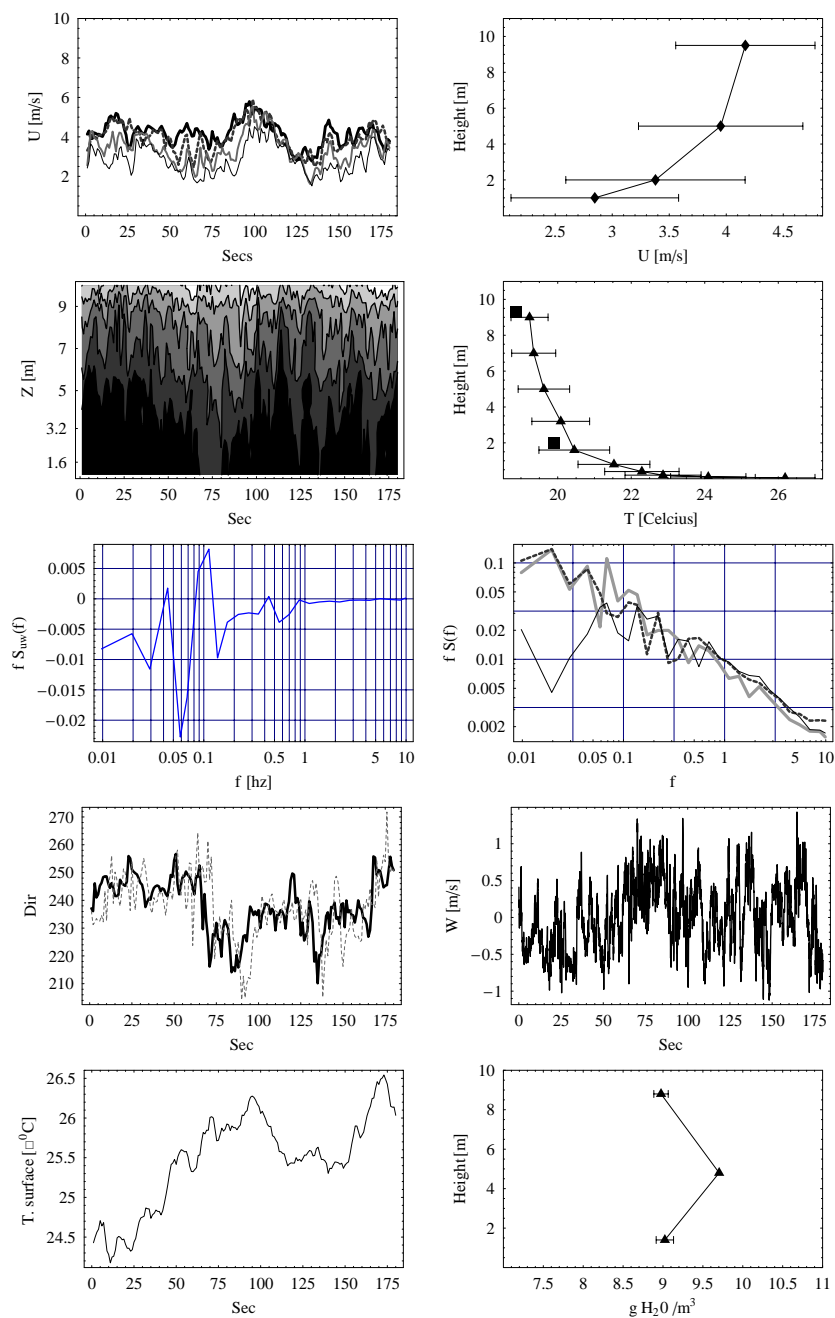 10
8
6
4
2
U [m/s]
0 25 50 75 100 125 150 175
Secs
10
8
6
4
2
Height [m]
2.5 3 3.5 4 4.5
U [m/s]
9
7
5
3.2
1.6
Z [m]
0 25 50 75 100 125 150 175
Sec
10
8
6
4
2
Height [m]
20 22 24 26
T [Celcius]
0.005
0
−0.005
−0.01
−0.015
−0.02
f S_uw(f)
0.01 0.05 0.1 0.5 1 5 10
f [hz]
0.1
0.05
0.01
0.005
0.002
f S(f)
0.01 0.05 0.1 0.5 1 5 10
f
270
260
250
240
230
220
210
Dir
0 25 50 75 100 125 150 175
Sec
1
0.5
0
−0.5
−1
W [m/s]
0 25 50 75 100 125 150 175
Sec
26.5
26
25.5
25
24.5
T. surface [□⁰C]
0 25 50 75 100 125 150 175
Sec
10
8
6
4
2
Height [m]
7.5 8 8.5 9 9.5 10 10.5 11
g H₂0 /m³